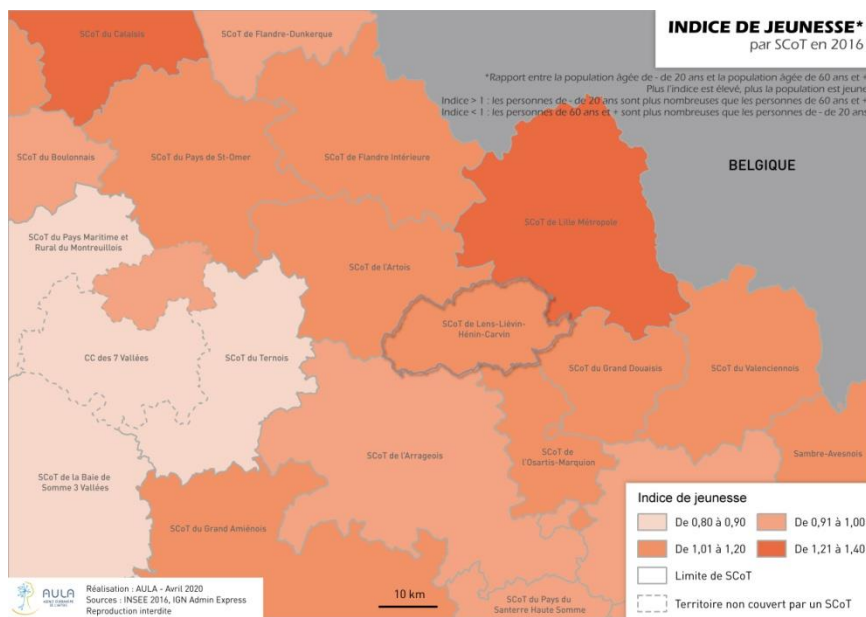 INDICE DE JEUNESSE*
par SCoT en 2016
*Rapport entre la population âgée de - de 20 ans et la population âgée de 60 ans et +
Plus l'indice est élevé, plus la population est jeune
Indice > 1 : les personnes de - de 20 ans sont plus nombreuses que les personnes de 60 ans et +
Indice < 1 : les personnes de 60 ans et + sont plus nombreuses que les personnes de - de 20 ans
SCoT du Calaisis
SCoT de Flandre-Dunkerque
SCoT du Boulonnais
SCoT du Pays de St-Omer
SCoT de Flandre Intérieure
BELGIQUE
SCoT de Lille Métropole
SCoT du Pays Maritime et
Rural du Montreuillois
SCoT de l'Artois
SCoT de Lens-Liévin-
Hénin-Carvin
CC des 7 Vallées
SCoT du Ternois
SCoT du Grand Douaisis
SCoT du Valenciennois
SCoT de l'Arrageois
SCoT de
l'Osartis-Marquion
Sambre-Avesnois
SCoT de la Baie de
Somme 3 Vallées
SCoT du Grand Amiénois
SCoT du Pays du
Santerre Haute Somme
Indice de jeunesse
De 0,80 à 0,90
De 0,91 à 1,00
De 1,01 à 1,20
De 1,21 à 1,40
Limite de SCoT
Territoire non couvert par un SCoT
10 km
AULA
Réalisation : AULA - Avril 2020
Sources : INSEE 2016, IGN Admin Express
Reproduction interdite